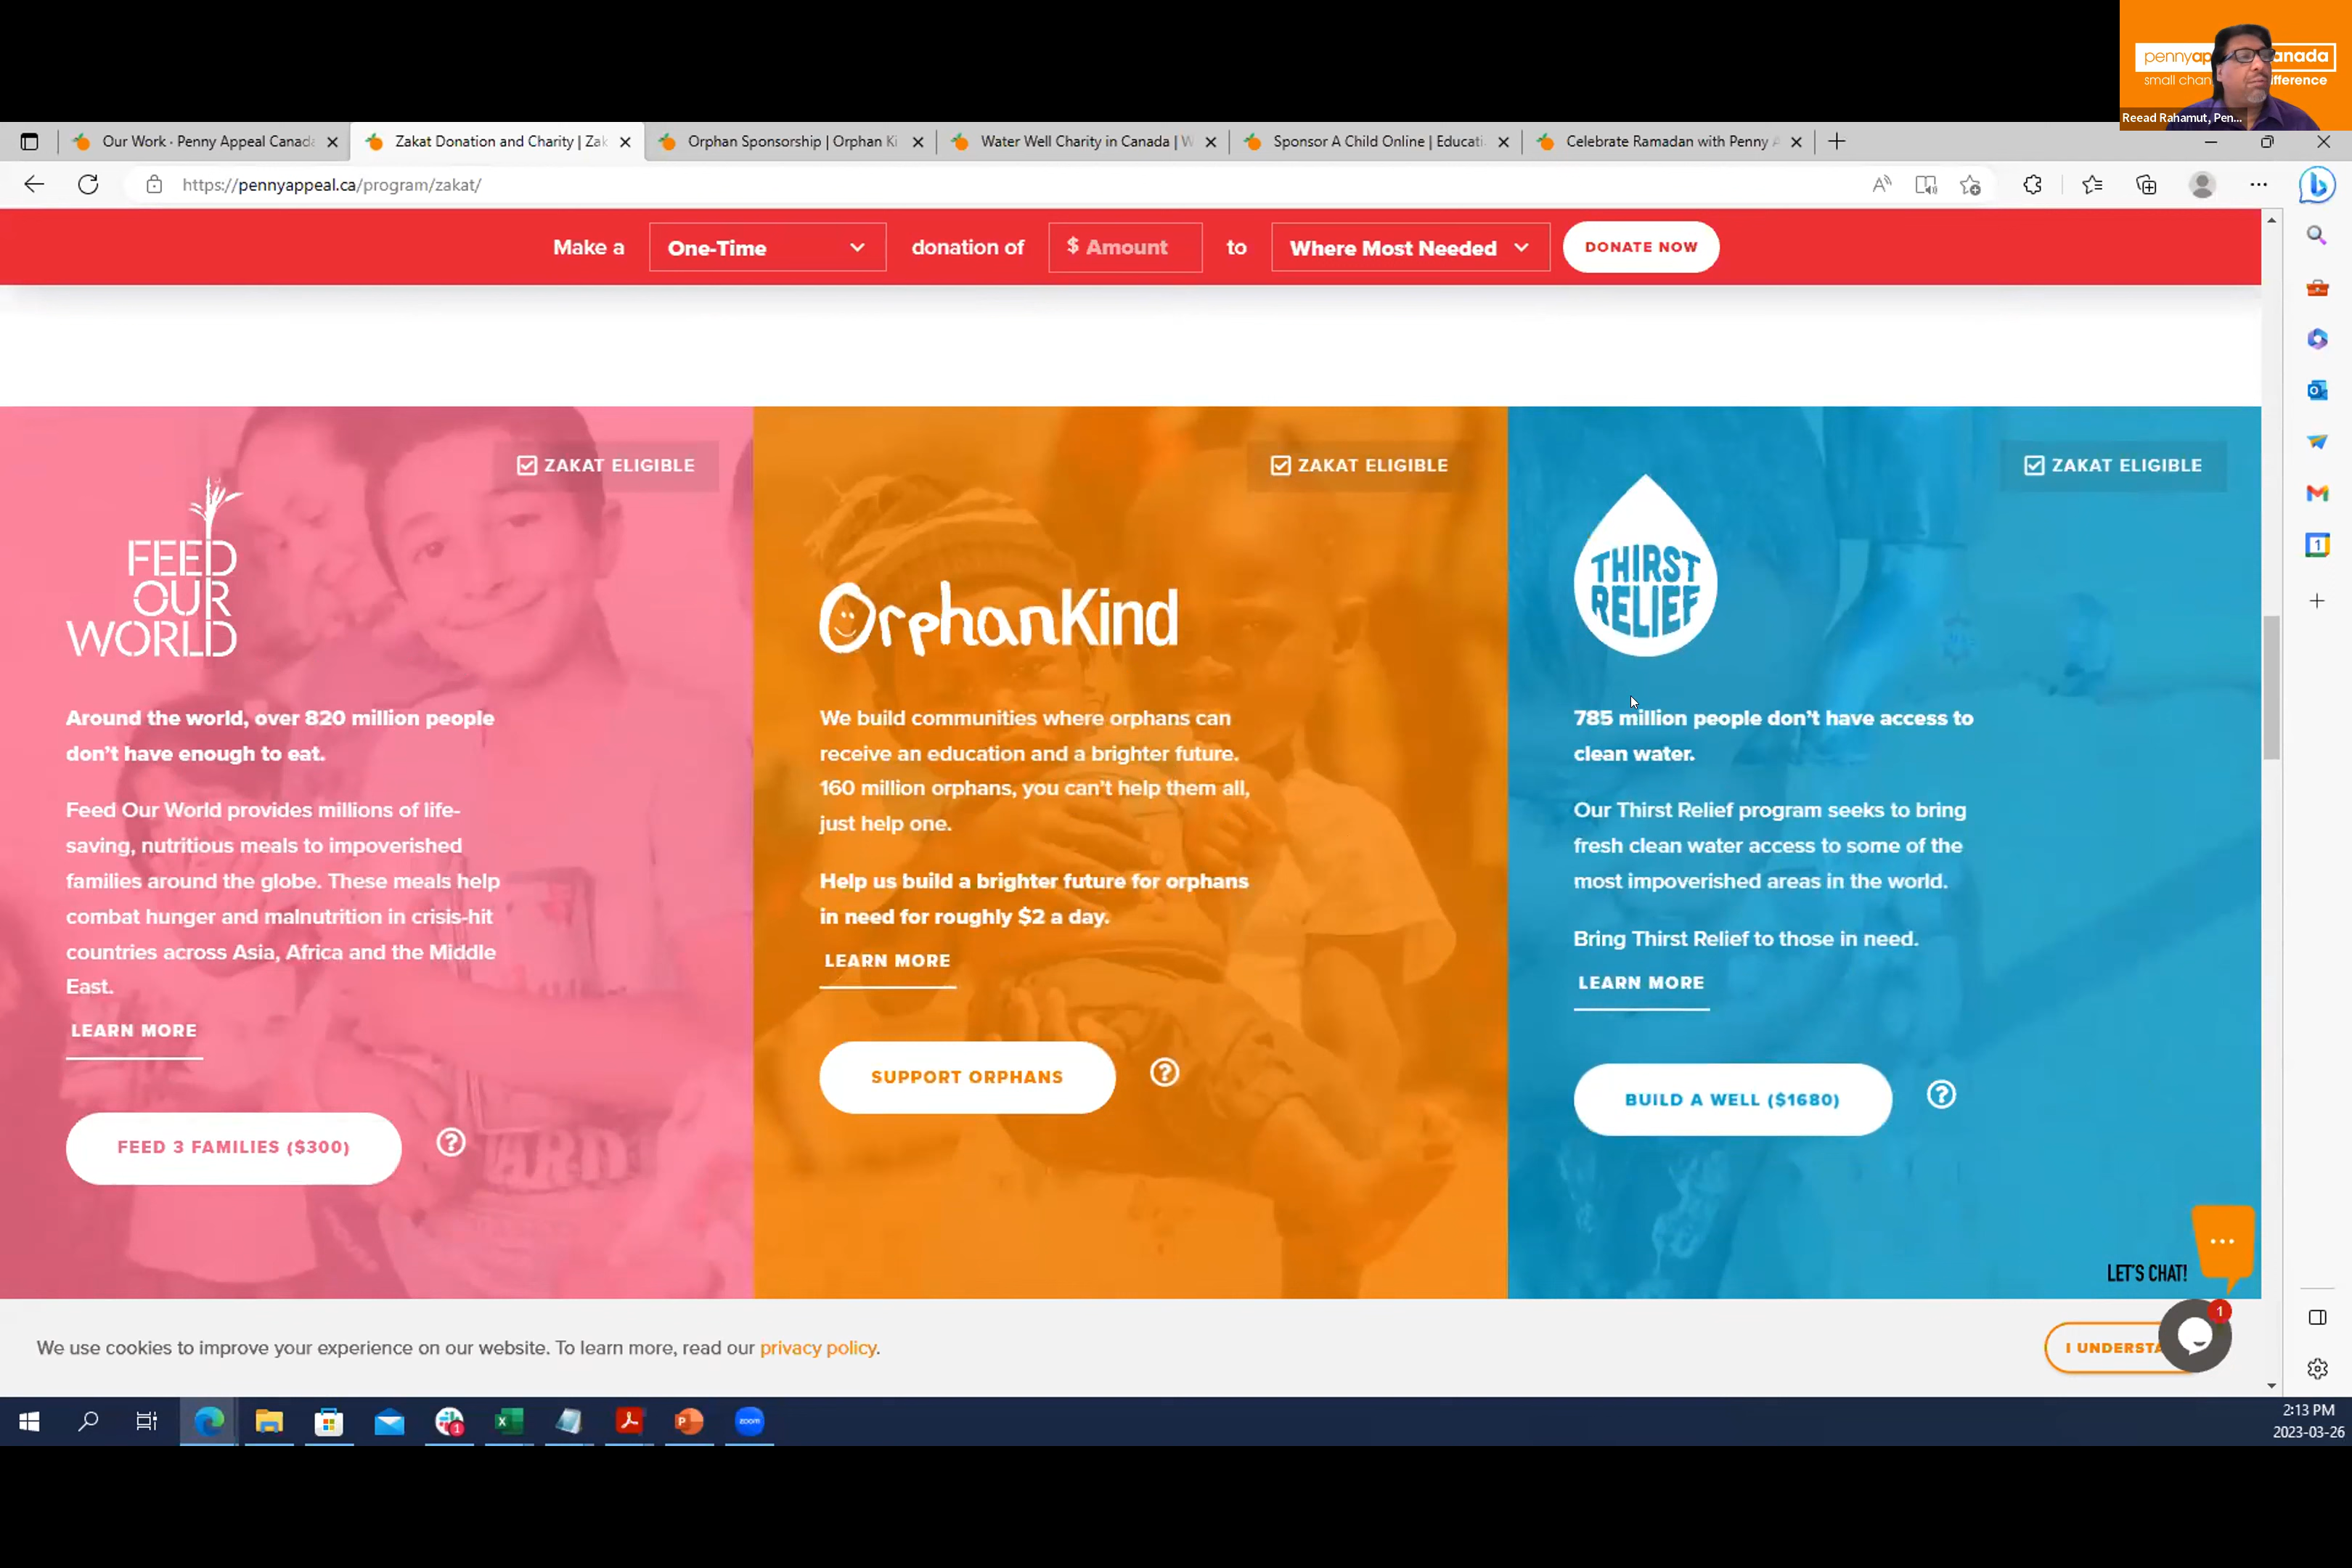 pennyap
anada
small chan
ifference
Reead Rahamut, Pen...
Our Work · Penny Appeal Canada
Zakat Donation and Charity | Zak
Orphan Sponsorship | Orphan Ki
Water Well Charity in Canada | W
Sponsor A Child Online | Educati
Celebrate Ramadan with Penny A
https://pennyappeal.ca/program/zakat/
Make a One-Time donation of $ Amount to Where Most Needed DONATE NOW
ZAKAT ELIGIBLE
FEED
OUR
WORLD
Around the world, over 820 million people
don't have enough to eat.
Feed Our World provides millions of life-
saving, nutritious meals to impoverished
families around the globe. These meals help
combat hunger and malnutrition in crisis-hit
countries across Asia, Africa and the Middle
East.
LEARN MORE
FEED 3 FAMILIES ($300)
ZAKAT ELIGIBLE
OrphanKind
We build communities where orphans can
receive an education and a brighter future.
160 million orphans, you can't help them all,
just help one.
Help us build a brighter future for orphans
in need for roughly $2 a day.
LEARN MORE
SUPPORT ORPHANS
ZAKAT ELIGIBLE
THIRST
RELIEF
785 million people don't have access to
clean water.
Our Thirst Relief program seeks to bring
fresh clean water access to some of the
most impoverished areas in the world.
Bring Thirst Relief to those in need.
LEARN MORE
BUILD A WELL ($1680)
LET'S CHAT!
1
We use cookies to improve your experience on our website. To learn more, read our privacy policy.
I UNDERSTA
zoom
2:13 PM
2023-03-26